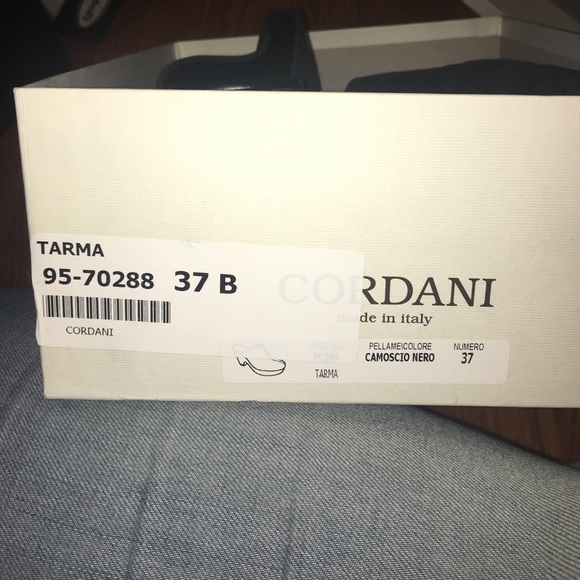 TARMA
95-70288 37 B
CORDANI
CORDANI
made in italy
PELLAME\COLORE NUMERO
CAMOSCIO NERO 37
TARMA